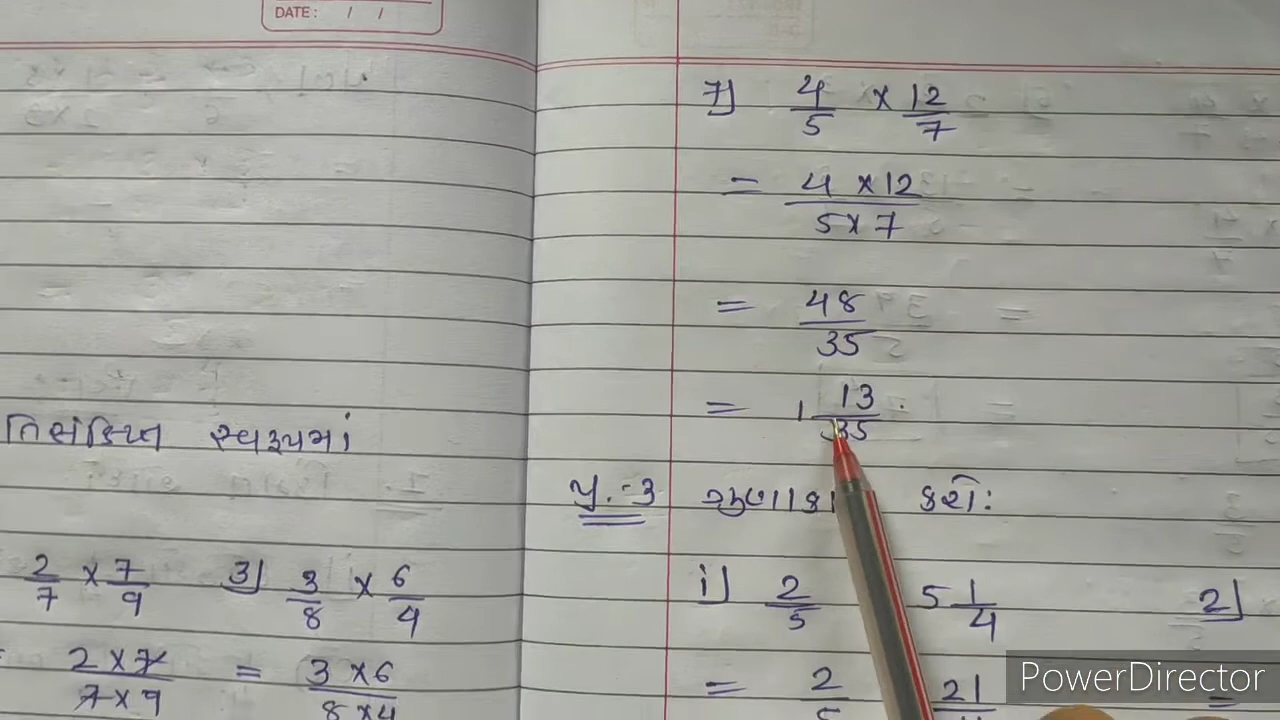 DATE: / /
7) 4/5 × 12/7
= 4 × 12 / 5 × 7
= 48/35
= 1 13/35
પ્ર.-3 કરો:
i) 2/5 5 1/4 2)
= 2/5 21 =
સ્વરૂપમાં
2/7 × 7/9 3) 3/8 × 6/4
= 2 × 7 / 7 × 9 = 3 × 6 / 8 × 4
PowerDirector